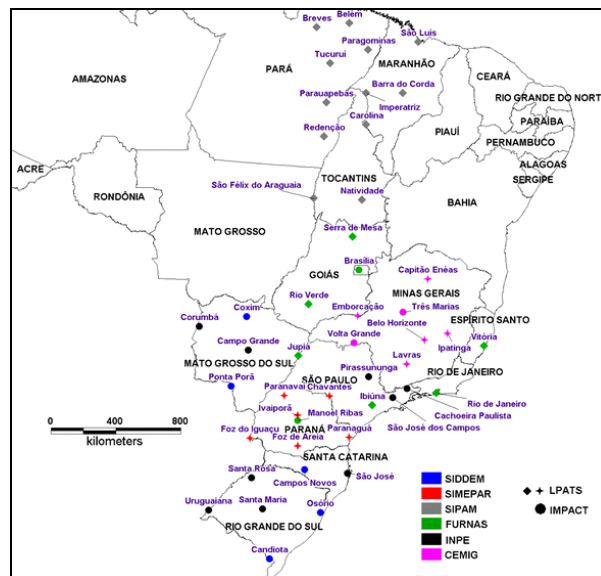 Breves
Belém
São Luis
Paragominas
Tucurui
MARANHÃO
AMAZONAS
PARÁ
CEARÁ
Parauapebás
Barra do Corda
Imperatriz
RIO GRANDE DO NORT
Carolina
PARAÍBA
Redenção
PIAUÍ
PERNAMBUCO
ACRE
ALAGOAS
RONDÔNIA
TOCANTINS
SERGIPE
São Félix do Araguaia
Natividade
BAHIA
MATO GROSSO
Serra de Mesa
Brasília
GOIÁS
Capitão Enéas
Rio Verde
MINAS GERAIS
Coxim
Emborcação
Três Marias
Corumbá
ESPÍRITO SANTO
Belo Horizonte
Volta Grande
Vitória
Campo Grande
Ipatinga
Jupiá
Lavras
MATO GROSSO DO SUL
Pirassununga
RIO DE JANEIRO
Ponta Porã
SÃO PAULO
Paranavaí
Chavantes
Ibiúna
Rio de Janeiro
Ivaiporã
Manoel Ribas
Cachoeira Paulista
PARANÁ
São José dos Campos
Foz do Iguaçu
Paranaguá
Foz de Areia
SANTA CATARINA
Santa Rosa
Campos Novos
São José
Uruguaiana
Santa Maria
Osório
RIO GRANDE DO SUL
Candiota
0 400 800
kilometers
SIDDEM
SIMEPAR
SIPAM
FURNAS
INPE
CEMIG
LPATS
IMPACT